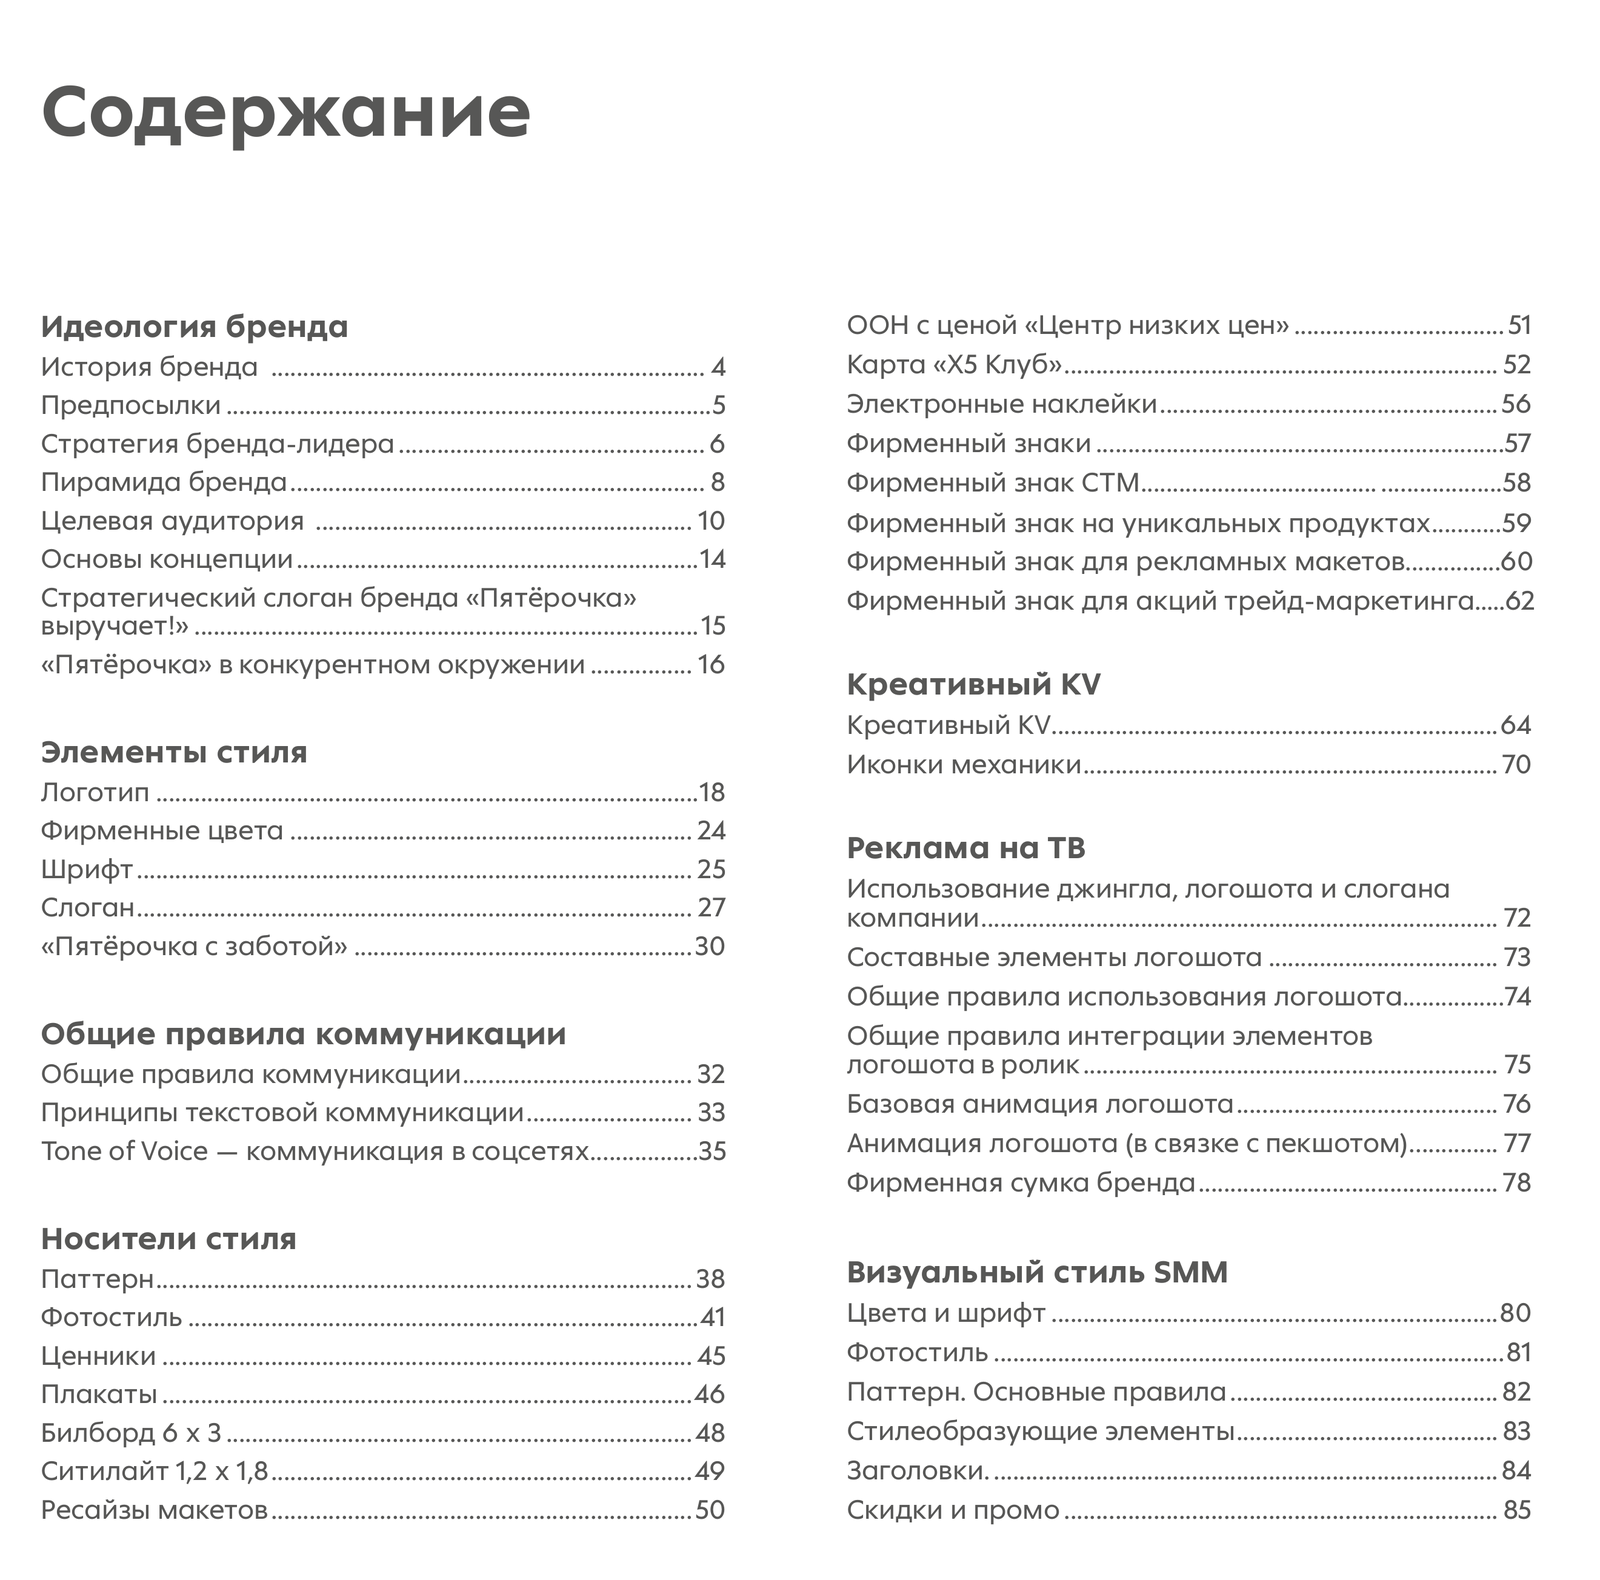 Содержание
Идеология бренда
История бренда ........ 4
Предпосылки ........ 5
Стратегия бренда-лидера ........ 6
Пирамида бренда ........ 8
Целевая аудитория ........ 10
Основы концепции ........ 14
Стратегический слоган бренда «Пятёрочка»
выручает!» ........ 15
«Пятёрочка» в конкурентном окружении ........ 16
Элементы стиля
Логотип ........ 18
Фирменные цвета ........ 24
Шрифт ........ 25
Слоган ........ 27
«Пятёрочка с заботой» ........ 30
Общие правила коммуникации
Общие правила коммуникации ........ 32
Принципы текстовой коммуникации ........ 33
Tone of Voice — коммуникация в соцсетях ........ 35
Носители стиля
Паттерн ........ 38
Фотостиль ........ 41
Ценники ........ 45
Плакаты ........ 46
Билборд 6 х 3 ........ 48
Ситилайт 1,2 х 1,8 ........ 49
Ресайзы макетов ........ 50
ООН с ценой «Центр низких цен» ........ 51
Карта «Х5 Клуб» ........ 52
Электронные наклейки ........ 56
Фирменный знаки ........ 57
Фирменный знак СТМ ........ 58
Фирменный знак на уникальных продуктах ........ 59
Фирменный знак для рекламных макетов ........ 60
Фирменный знак для акций трейд-маркетинга ..... 62
Креативный KV
Креативный KV ........ 64
Иконки механики ........ 70
Реклама на ТВ
Использование джингла, логошота и слогана
компании ........ 72
Составные элементы логошота ........ 73
Общие правила использования логошота ........ 74
Общие правила интеграции элементов
логошота в ролик ........ 75
Базовая анимация логошота ........ 76
Анимация логошота (в связке с пекшотом) ........ 77
Фирменная сумка бренда ........ 78
Визуальный стиль SMM
Цвета и шрифт ........ 80
Фотостиль ........ 81
Паттерн. Основные правила ........ 82
Стилеобразующие элементы ........ 83
Заголовки. ........ 84
Скидки и промо ........ 85